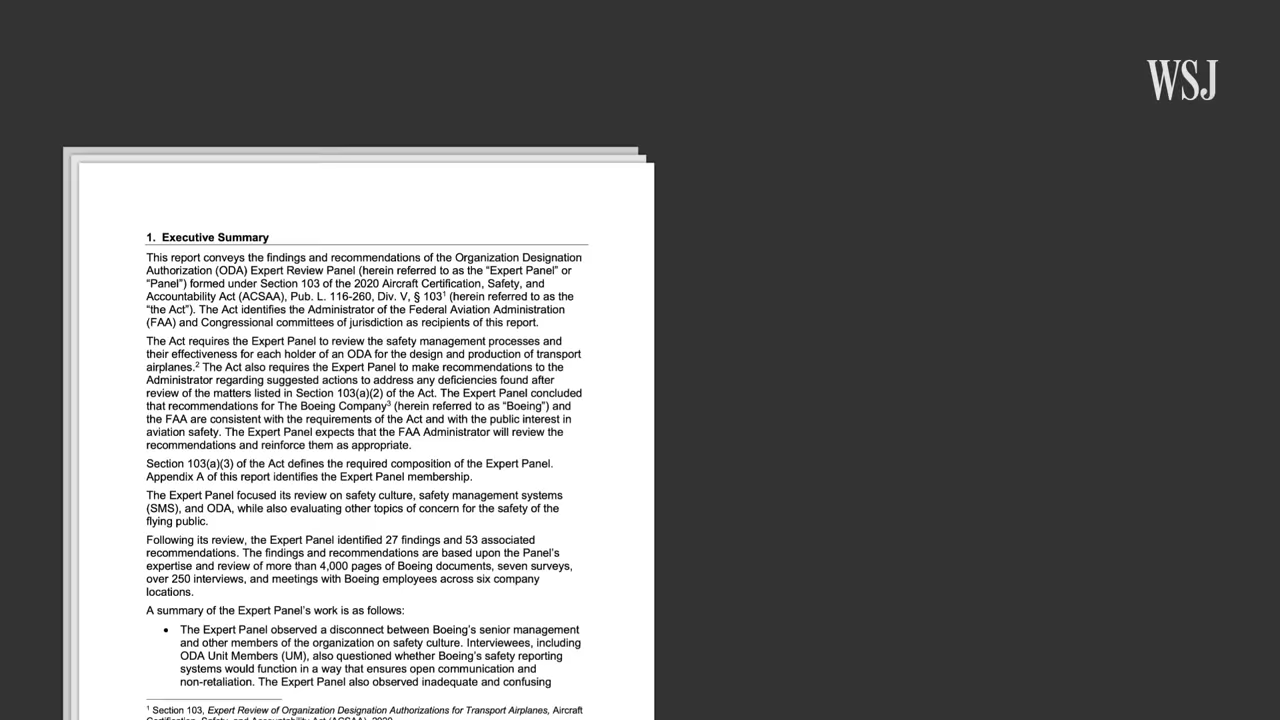 WSJ
1. Executive Summary
This report conveys the findings and recommendations of the Organization Designation
Authorization (ODA) Expert Review Panel (herein referred to as the “Expert Panel” or
“Panel”) formed under Section 103 of the 2020 Aircraft Certification, Safety, and
Accountability Act (ACSAA), Pub. L. 116-260, Div. V, § 103¹ (herein referred to as the
“the Act”). The Act identifies the Administrator of the Federal Aviation Administration
(FAA) and Congressional committees of jurisdiction as recipients of this report.
The Act requires the Expert Panel to review the safety management processes and
their effectiveness for each holder of an ODA for the design and production of transport
airplanes.² The Act also requires the Expert Panel to make recommendations to the
Administrator regarding suggested actions to address any deficiencies found after
review of the matters listed in Section 103(a)(2) of the Act. The Expert Panel concluded
that recommendations for The Boeing Company³ (herein referred to as “Boeing”) and
the FAA are consistent with the requirements of the Act and with the public interest in
aviation safety. The Expert Panel expects that the FAA Administrator will review the
recommendations and reinforce them as appropriate.
Section 103(a)(3) of the Act defines the required composition of the Expert Panel.
Appendix A of this report identifies the Expert Panel membership.
The Expert Panel focused its review on safety culture, safety management systems
(SMS), and ODA, while also evaluating other topics of concern for the safety of the
flying public.
Following its review, the Expert Panel identified 27 findings and 53 associated
recommendations. The findings and recommendations are based upon the Panel’s
expertise and review of more than 4,000 pages of Boeing documents, seven surveys,
over 250 interviews, and meetings with Boeing employees across six company
locations.
A summary of the Expert Panel’s work is as follows:
• The Expert Panel observed a disconnect between Boeing’s senior management
and other members of the organization on safety culture. Interviewees, including
ODA Unit Members (UM), also questioned whether Boeing’s safety reporting
systems would function in a way that ensures open communication and
non-retaliation. The Expert Panel also observed inadequate and confusing
¹ Section 103, Expert Review of Organization Designation Authorizations for Transport Airplanes, Aircraft
Certification, Safety, and Accountability Act (ACSAA), 2020